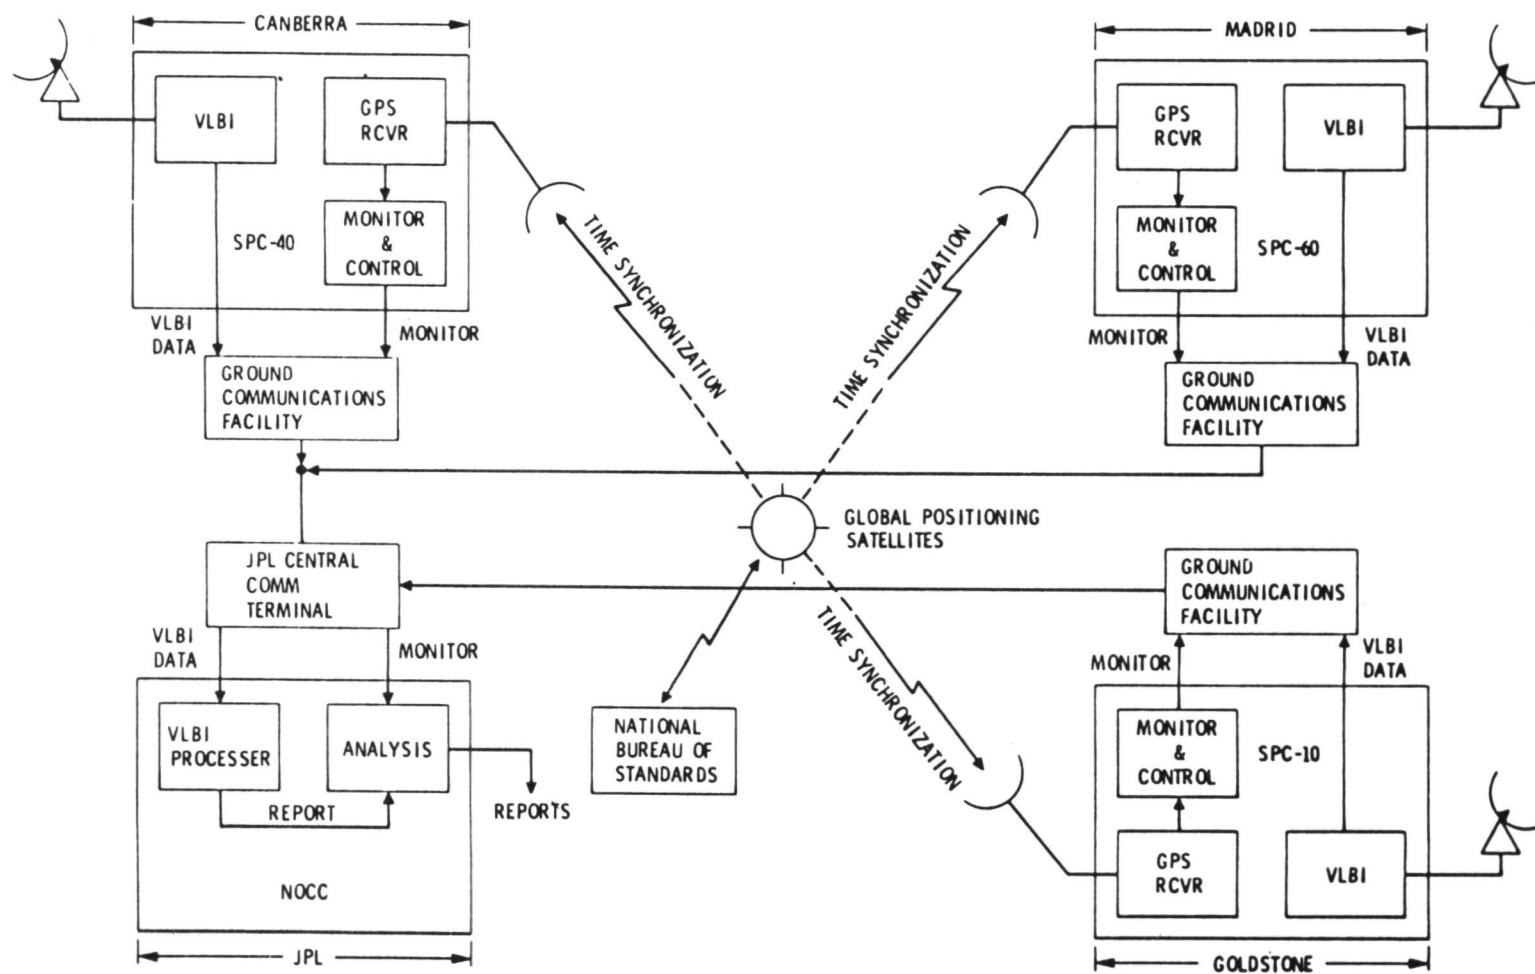 CANBERRA
VLBI
GPS
RCVR
SPC-40
MONITOR
&
CONTROL
VLBI
DATA
MONITOR
GROUND
COMMUNICATIONS
FACILITY
TIME SYNCHRONIZATION
MADRID
GPS
RCVR
VLBI
MONITOR
&
CONTROL
SPC-60
MONITOR
VLBI
DATA
GROUND
COMMUNICATIONS
FACILITY
TIME SYNCHRONIZATION
GLOBAL POSITIONING
SATELLITES
JPL CENTRAL
COMM
TERMINAL
VLBI
DATA
MONITOR
VLBI
PROCESSER
ANALYSIS
REPORT
REPORTS
NOCC
JPL
NATIONAL
BUREAU OF
STANDARDS
TIME SYNCHRONIZATION
GROUND
COMMUNICATIONS
FACILITY
MONITOR
VLBI
DATA
MONITOR
&
CONTROL
SPC-10
GPS
RCVR
VLBI
GOLDSTONE